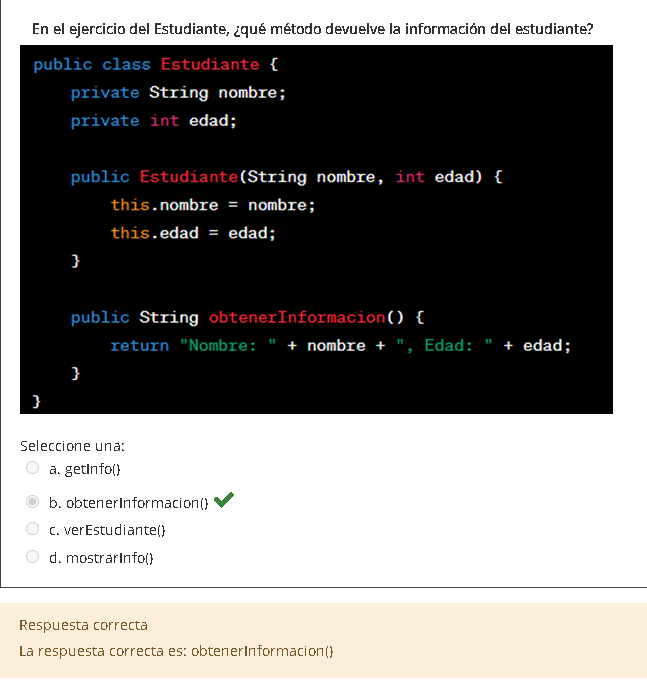 En el ejercicio del Estudiante, ¿qué método devuelve la información del estudiante?
public class Estudiante {
private String nombre;
private int edad;
public Estudiante(String nombre, int edad) {
this.nombre = nombre;
this.edad = edad;
}
public String obtenerInformacion() {
return "Nombre: " + nombre + ", Edad: " + edad;
}
}
Seleccione una:
a. getInfo()
b. obtenerInformacion()
c. verEstudiante()
d. mostrarInfo()
Respuesta correcta
La respuesta correcta es: obtenerInformacion()